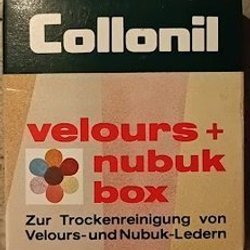 Collonil
velours +
nubuk
box
Zur Trockenreinigung von
Velours- und Nubuk-Ledern